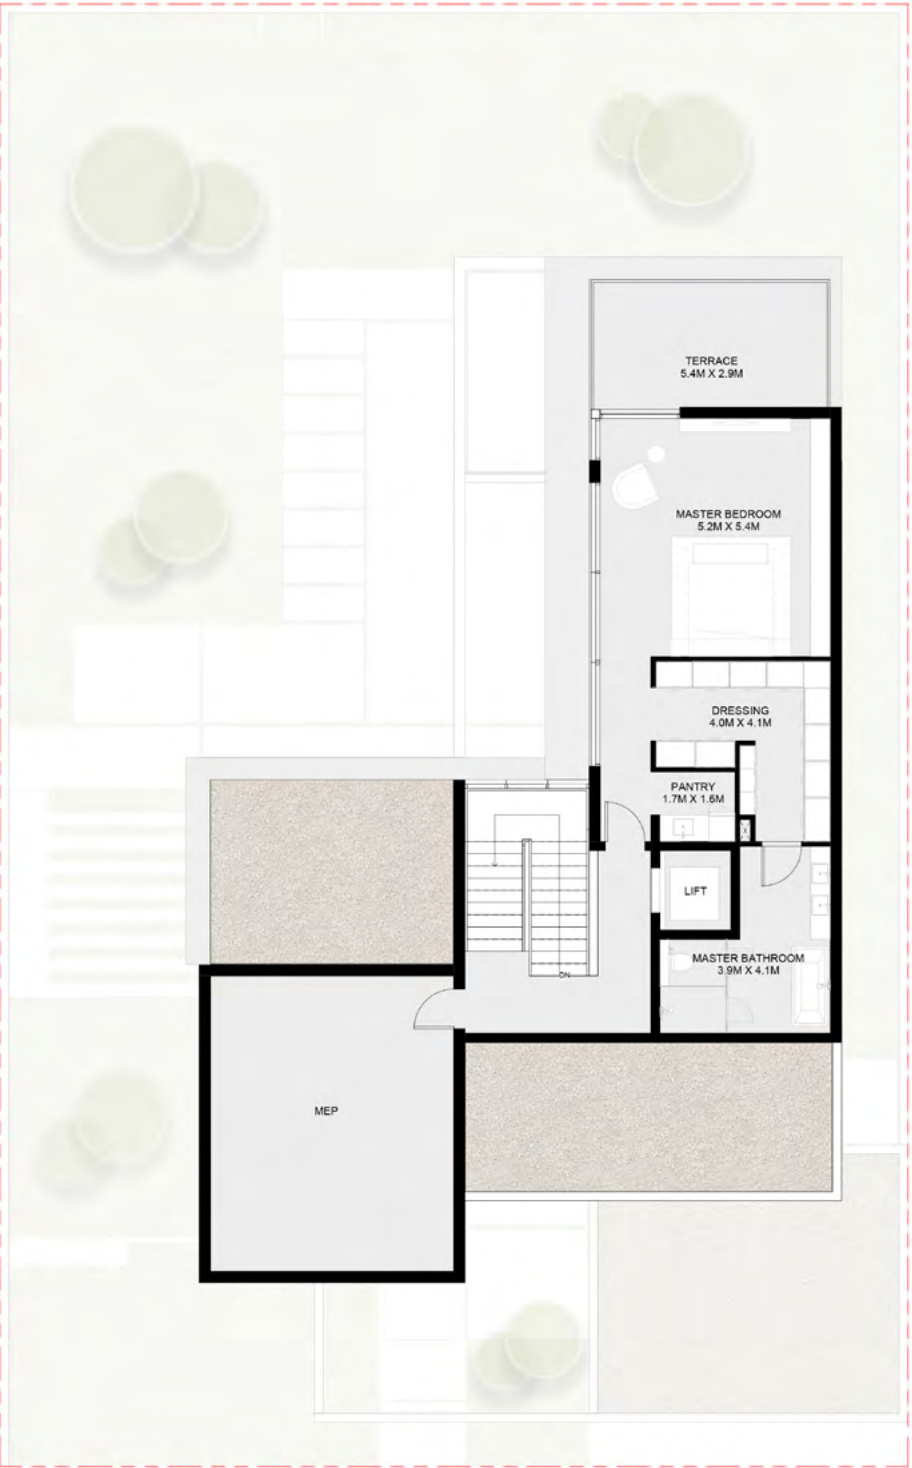 TERRACE
5.4M X 2.9M
MASTER BEDROOM
5.2M X 5.4M
DRESSING
4.0M X 4.1M
PANTRY
1.7M X 1.6M
LIFT
MASTER BATHROOM
3.9M X 4.1M
DN
MEP